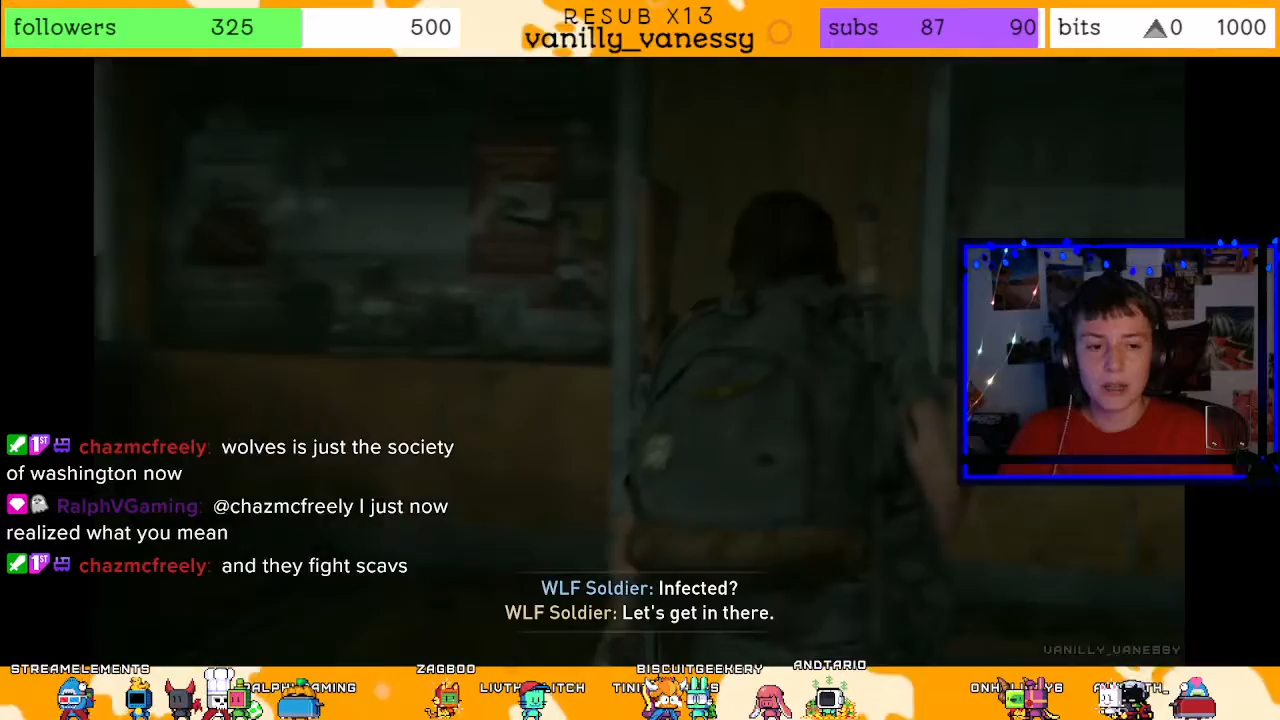 followers 325 500
RESUB X13
vanilly_vanessy
subs 87 90
bits 0 1000
chazmcfreely: wolves is just the society
of washington now
RalphVGaming: @chazmcfreely I just now
realized what you mean
chazmcfreely: and they fight scavs
WLF Soldier: Infected?
WLF Soldier: Let's get in there.
VANILLY_VANESSY
STREAMELEMENTS
ZAGBOO
BISCUITGEEKERY
ANDTARIO